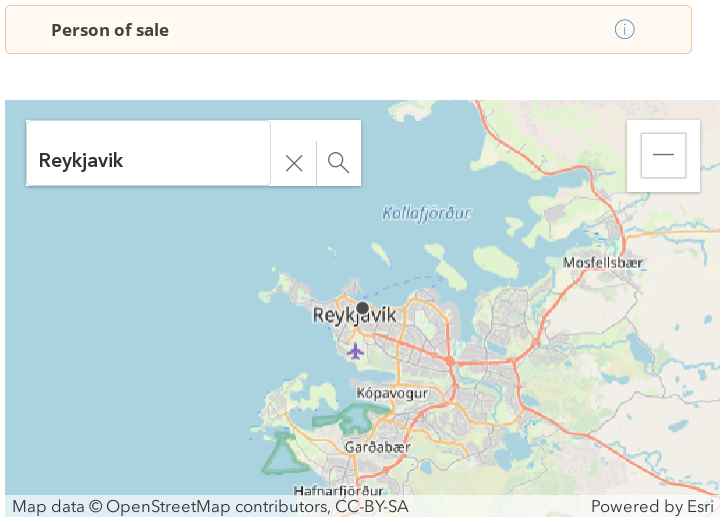 Person of sale
Reykjavik
Kollafjörður
Mosfellsbær
Reykjavik
Kópavogur
Garðabær
Hafnarfjörður
Map data © OpenStreetMap contributors, CC-BY-SA
Powered by Esri